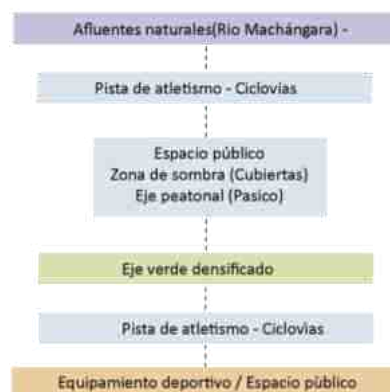 Afluentes naturales(Rio Machángara) -
Pista de atletismo - Ciclovias
Espacio público
Zona de sombra (Cubiertas)
Eje peatonal (Pasico)
Eje verde densificado
Pista de atletismo - Ciclovias
Equipamiento deportivo / Espacio público